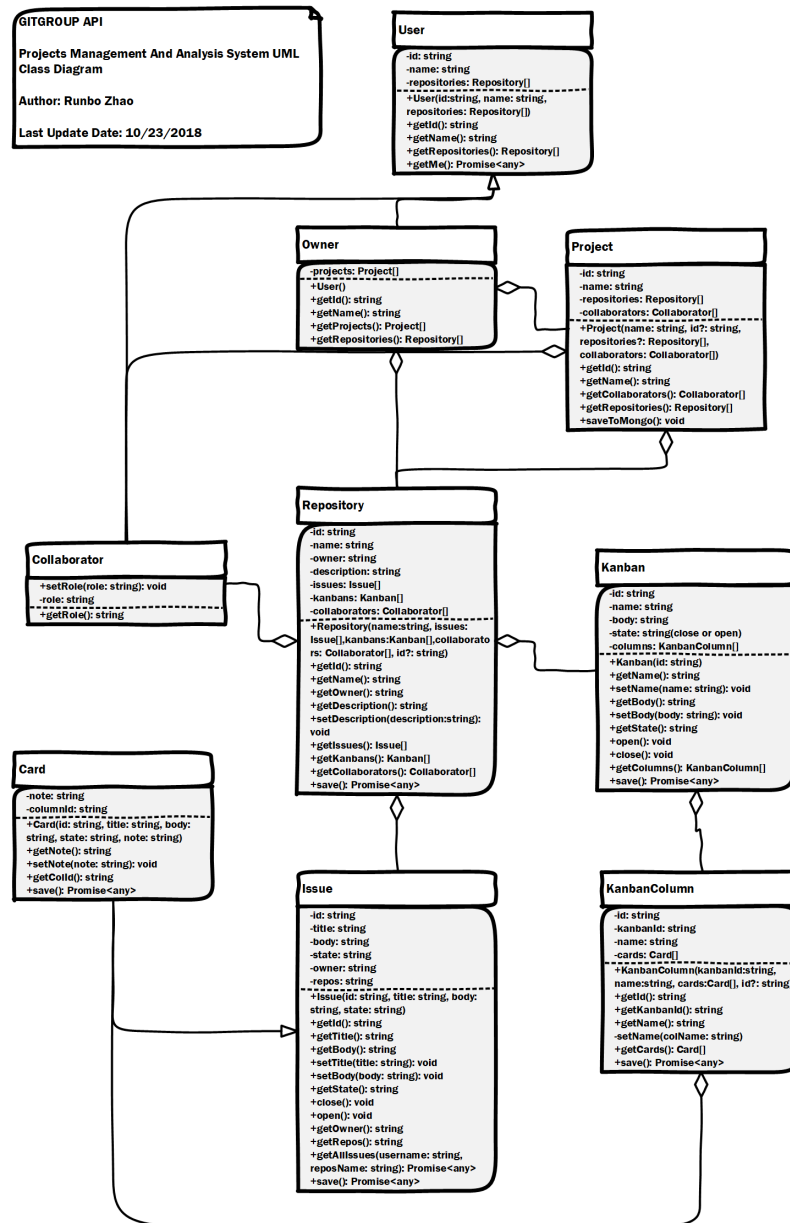 GITGROUP API
Projects Management And Analysis System UML
Class Diagram
Author: Runbo Zhao
Last Update Date: 10/23/2018
User
-id: string
-name: string
-repositories: Repository[]
+User(id:string, name: string,
repositories: Repository[])
+getId(): string
+getName(): string
+getRepositories(): Repository[]
+getMe(): Promise<any>
Owner
-projects: Project[]
+User()
+getId(): string
+getName(): string
+getProjects(): Project[]
+getRepositories(): Repository[]
Project
-id: string
-name: string
-repositories: Repository[]
-collaborators: Collaborator[]
+Project(name: string, id?: string,
repositories?: Repository[],
collaborators: Collaborator[])
+getId(): string
+getName(): string
+getCollaborators(): Collaborator[]
+getRepositories(): Repository[]
+saveToMongo(): void
Repository
-id: string
-name: string
-owner: string
-description: string
-issues: Issue[]
-kanbans: Kanban[]
-collaborators: Collaborator[]
+Repository(name:string, issues:
Issue[],kanbans:Kanban[],collaborato
rs: Collaborator[], id?: string)
+getId(): string
+getName(): string
+getOwner(): string
+getDescription(): string
+setDescription(description:string):
void
+getIssues(): Issue[]
+getKanbans(): Kanban[]
+getCollaborators(): Collaborator[]
+save(): Promise<any>
Collaborator
+setRole(role: string): void
-role: string
+getRole(): string
Kanban
-id: string
-name: string
-body: string
-state: string(close or open)
-columns: KanbanColumn[]
+Kanban(id: string)
+getName(): string
+setName(name: string): void
+getBody(): string
+setBody(body: string): void
+getState(): string
+open(): void
+close(): void
+getColumns(): KanbanColumn[]
+save(): Promise<any>
Card
-note: string
-columnId: string
+Card(id: string, title: string, body:
string, state: string, note: string)
+getNote(): string
+setNote(note: string): void
+getColId(): string
+save(): Promise<any>
Issue
-id: string
-title: string
-body: string
-state: string
-owner: string
-repos: string
+Issue(id: string, title: string, body:
string, state: string)
+getId(): string
+getTitle(): string
+getBody(): string
+setTitle(title: string): void
+setBody(body: string): void
+getState(): string
+close(): void
+open(): void
+getOwner(): string
+getRepos(): string
+getAllIssues(username: string,
reposName: string): Promise<any>
+save(): Promise<any>
KanbanColumn
-id: string
-kanbanId: string
-name: string
-cards: Card[]
+KanbanColumn(kanbanId:string,
name:string, cards:Card[], id?: string
+getId(): string
+getKanbanId(): string
+getName(): string
-setName(colName: string)
+getCards(): Card[]
+save(): Promise<any>